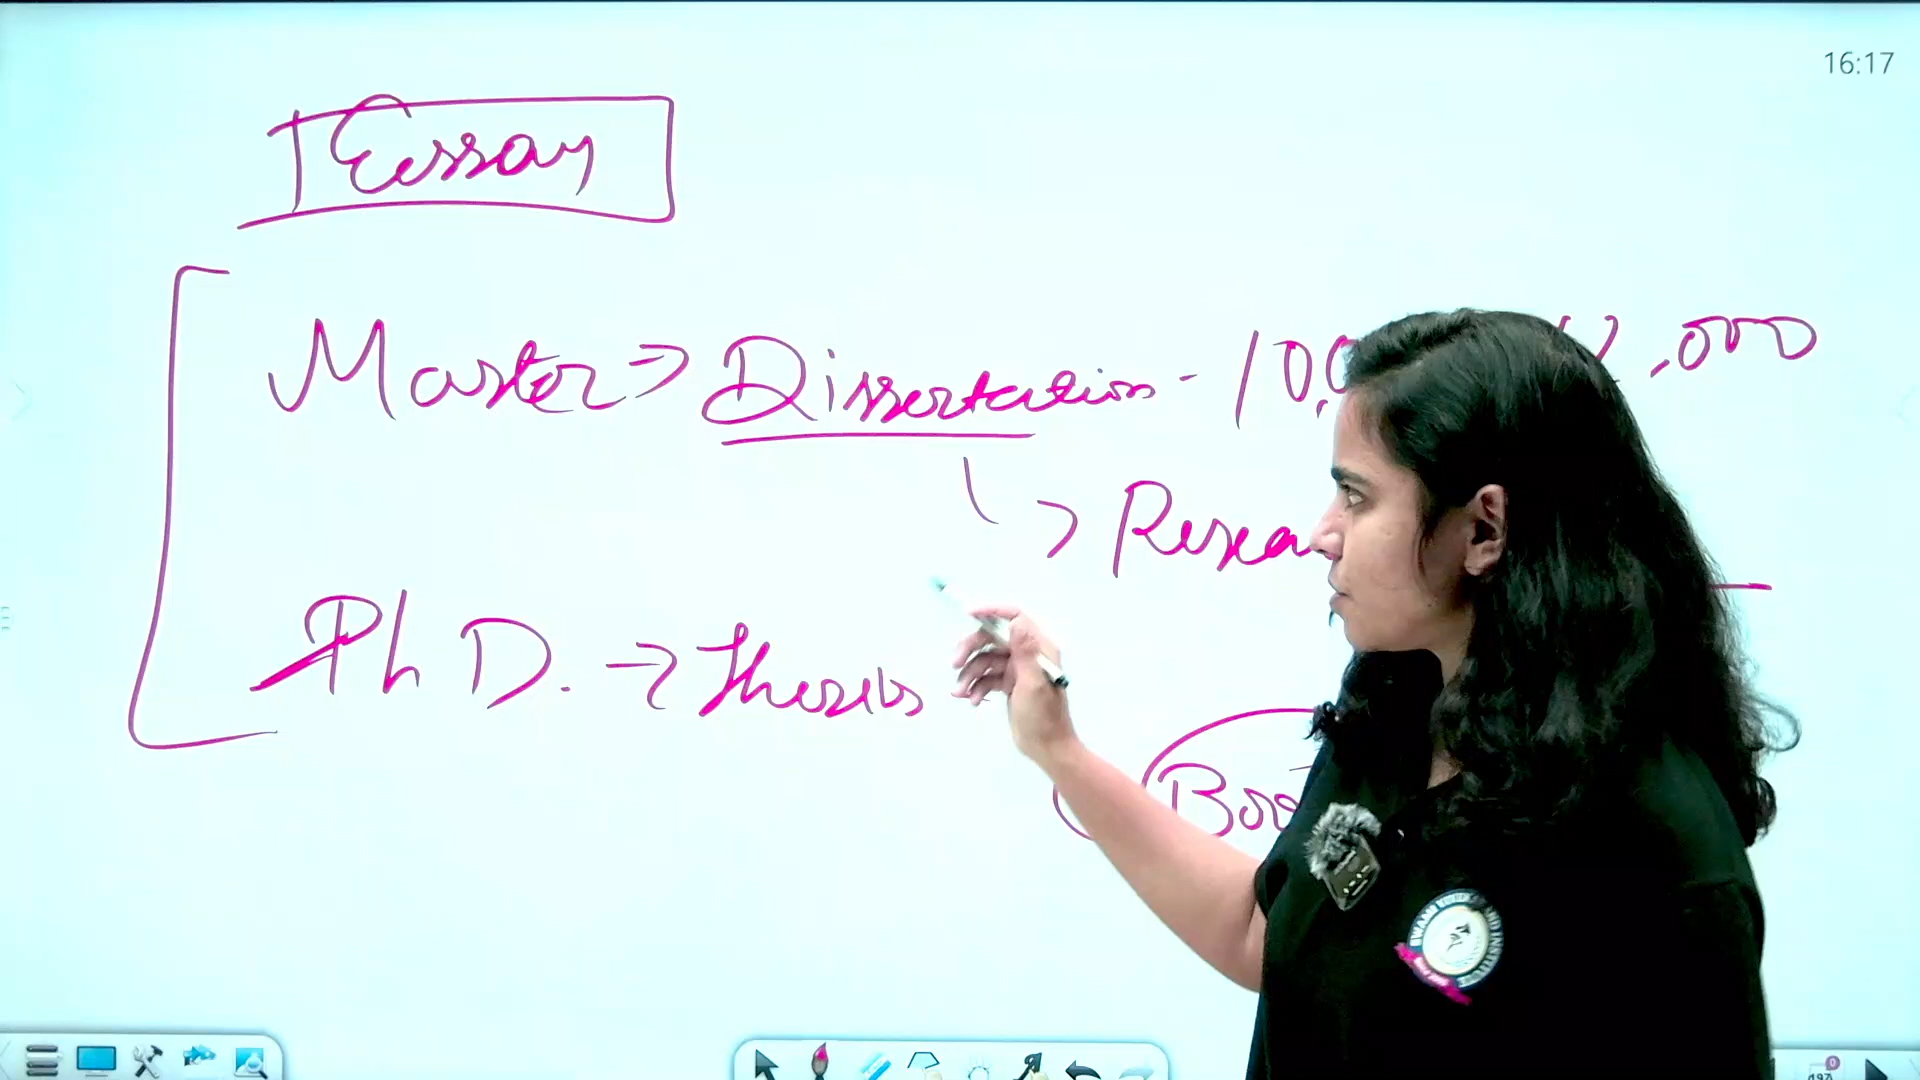 16:17
Essay
Master → Dissertation - 10,0 ,000
→ Resea
Ph D. → Thesis
Boo